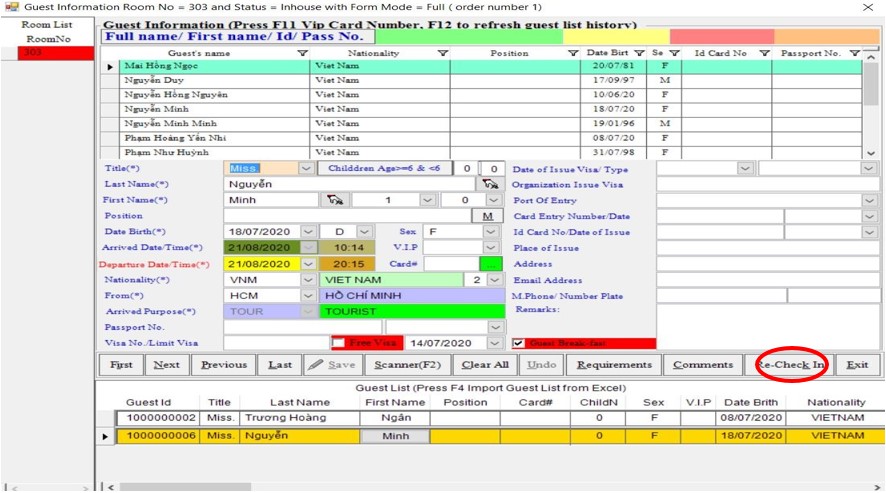 Guest Information Room No = 303 and Status = Inhouse with Form Mode = Full ( order number 1)
Room List
RoomNo
303
Guest Information (Press F11 Vip Card Number, F12 to refresh guest list history)
Full name/ First name/ Id/ Pass No.
Guest's name Nationality Position Date Birt Se Id Card No Passport No.
Mai Hồng Ngọc Viet Nam 20/07/81 F
Nguyễn Duy Viet Nam 17/09/97 M
Nguyễn Hồng Nguyên Viet Nam 10/06/20 F
Nguyễn Minh Viet Nam 18/07/20 F
Nguyễn Minh Minh Viet Nam 19/01/96 M
Phạm Hoàng Yến Nhi Viet Nam 08/07/20 F
Phạm Như Huỳnh Viet Nam 31/07/98 F
Title(*) Miss. Childdren Age>=6 & <6 0 0 Date of Issue Visa/ Type
Last Name(*) Nguyễn Organization Issue Visa
First Name(*) Minh 1 0 Port Of Entry
Position M Card Entry Number/Date
Date Birth(*) 18/07/2020 D Sex F Id Card No/Date of Issue
Arrived Date/Time(*) 21/08/2020 10:14 V.I.P Place of Issue
Departure Date/Time(*) 21/08/2020 20:15 Card# ... Address
Nationality(*) VNM VIET NAM 2 Email Address
From(*) HCM HỒ CHÍ MINH M.Phone/ Number Plate
Arrived Purpose(*) TOUR TOURIST Remarks:
Passport No.
Visa No./Limit Visa Free Visa 14/07/2020 Guest Break-fast
First Next Previous Last Save Scanner(F2) Clear All Undo Requirements Comments Re-Check In Exit
Guest List (Press F4 Import Guest List from Excel)
Guest Id Title Last Name First Name Position Card# ChildN Sex V.I.P Date Brith Nationality
1000000002 Miss. Trương Hoàng Ngân 0 F 08/07/2020 VIETNAM
1000000006 Miss. Nguyễn Minh 0 F 18/07/2020 VIETNAM